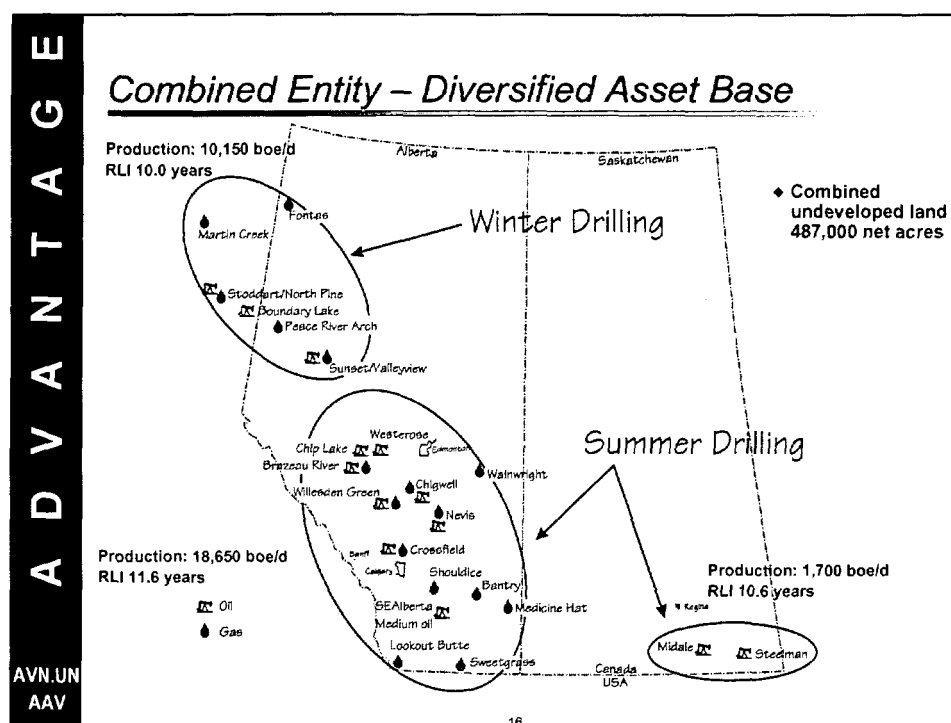 ADVANTAGE
AVN.UN
AAV
Combined Entity – Diversified Asset Base
Production: 10,150 boe/d
RLI 10.0 years
Alberta
Saskatchewan
◆ Combined
undeveloped land
487,000 net acres
Fontas
Martin Creek
Winter Drilling
Stoddart/North Pine
Boundary Lake
Peace River Arch
Sunset/Valleyview
Summer Drilling
Westerose
Chip Lake
Edmonton
Brazeau River
Wainwright
Chigwell
Willesden Green
Nevis
Banff
Crossfield
Calgary
Production: 18,650 boe/d
RLI 11.6 years
Shouldice
Bantry
Production: 1,700 boe/d
RLI 10.6 years
Oil
SEAlberta
Medium oil
Medicine Hat
Regina
Gas
Lookout Butte
Sweetgrass
Midale
Steelman
Canada
USA
16